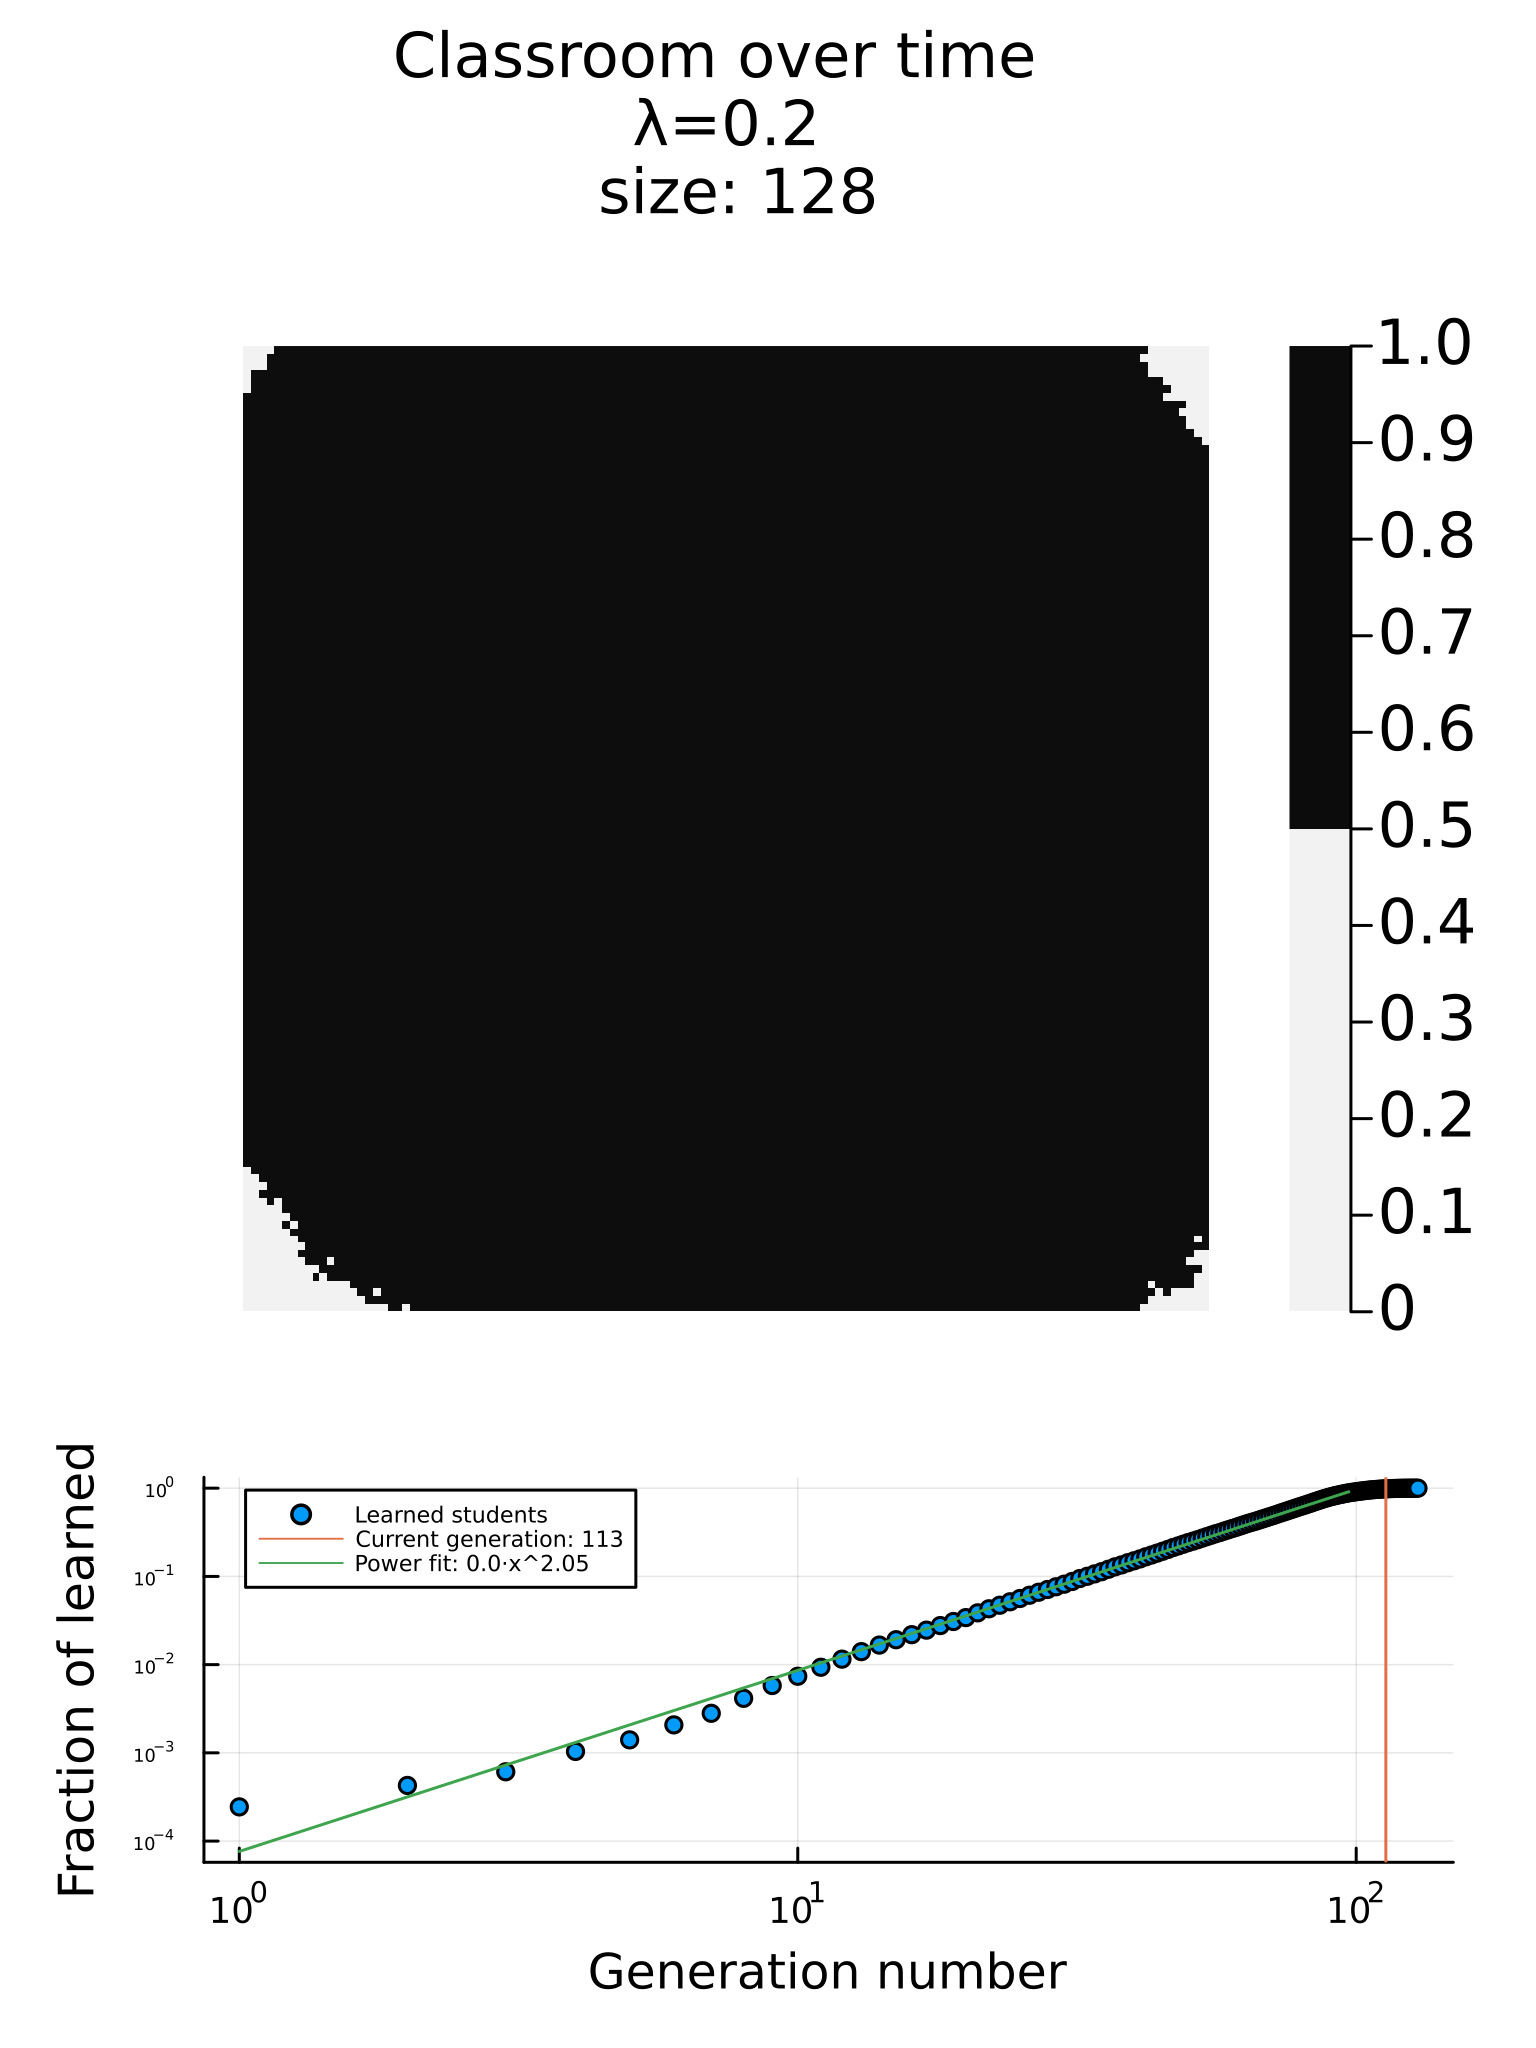 Classroom over time
λ=0.2
size: 128
1.0
0.9
0.8
0.7
0.6
0.5
0.4
0.3
0.2
0.1
0
Fraction of learned
10^0
10^-1
10^-2
10^-3
10^-4
Learned students
Current generation: 113
Power fit: 0.0·x^2.05
10^0 10^1 10^2
Generation number